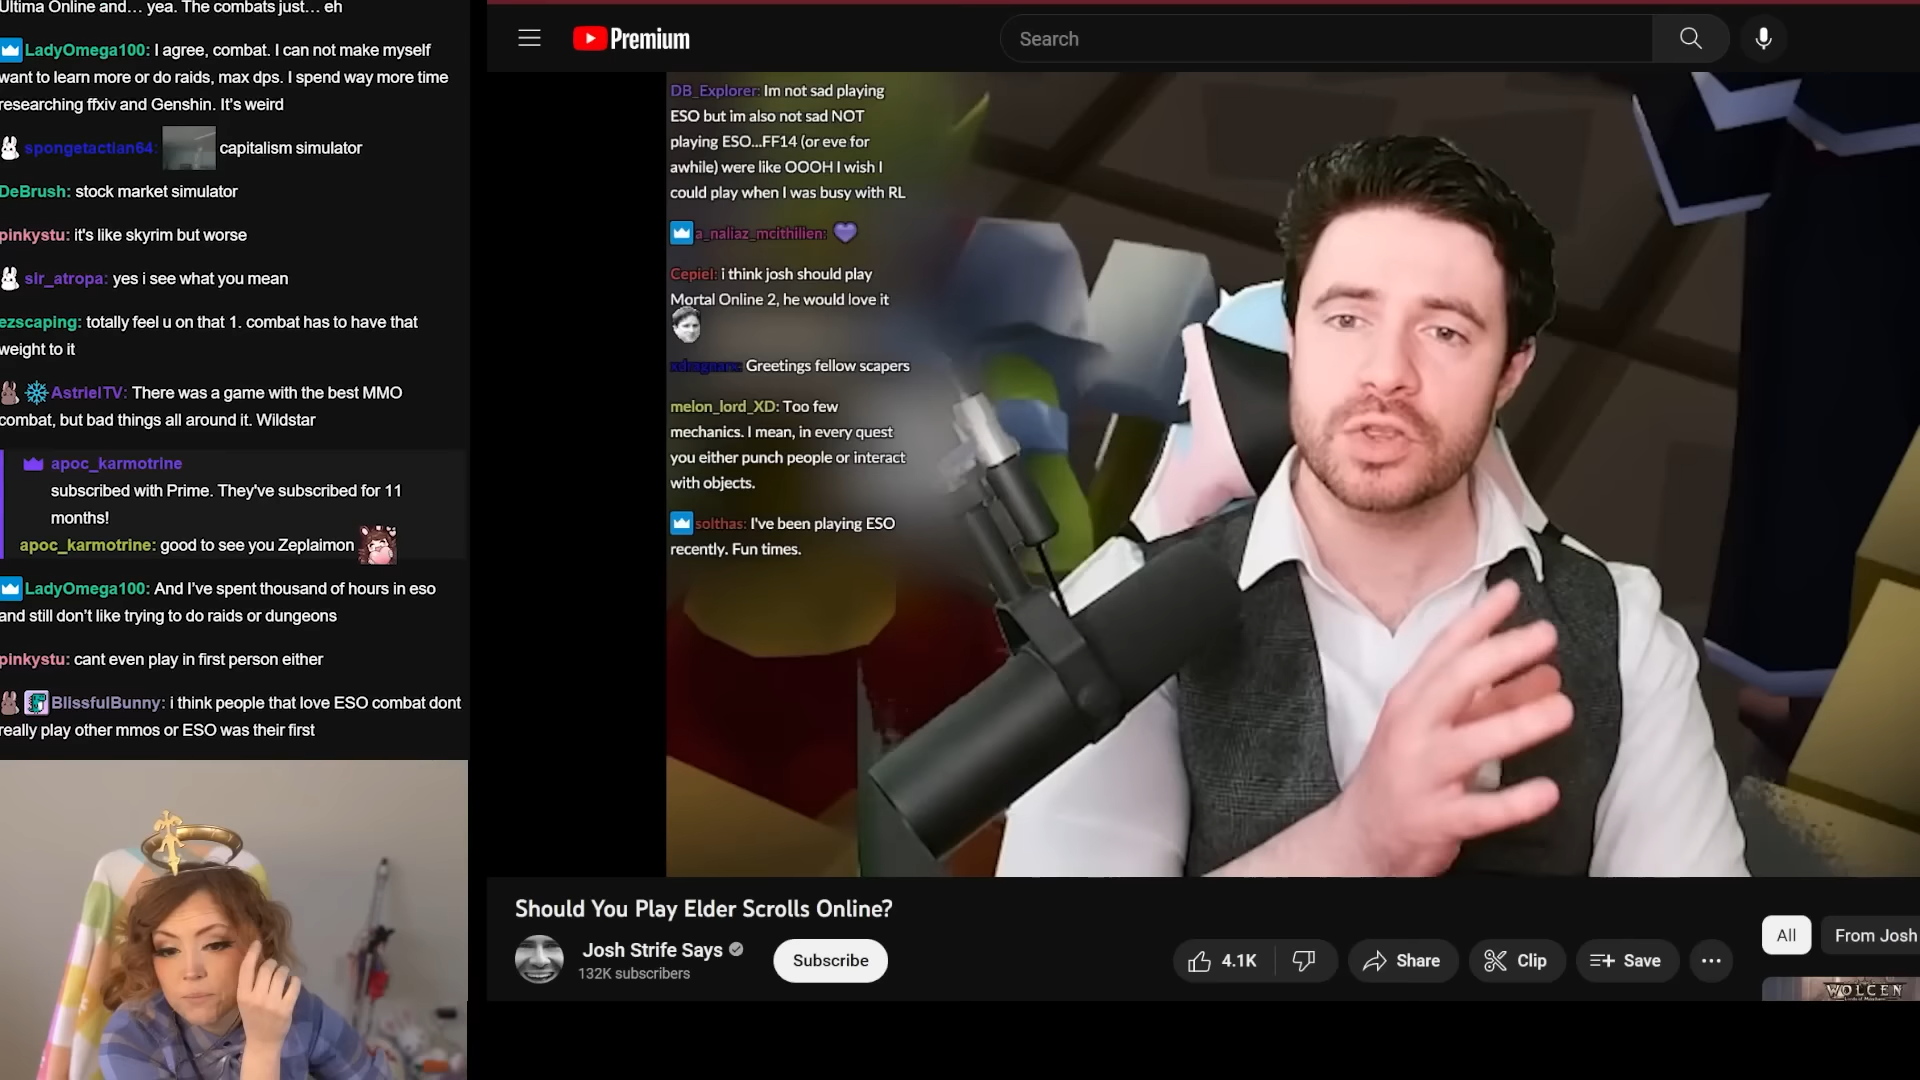 Ultima Online and… yea. The combats just… eh
LadyOmega100: I agree, combat. I can not make myself
want to learn more or do raids, max dps. I spend way more time
researching ffxiv and Genshin. It's weird
spongetactian64: capitalism simulator
DeBrush: stock market simulator
pinkystu: it's like skyrim but worse
sir_atropa: yes i see what you mean
ezscaping: totally feel u on that 1. combat has to have that
weight to it
AstrielTV: There was a game with the best MMO
combat, but bad things all around it. Wildstar
apoc_karmotrine
subscribed with Prime. They've subscribed for 11
months!
apoc_karmotrine: good to see you Zeplaimon
LadyOmega100: And I've spent thousand of hours in eso
and still don't like trying to do raids or dungeons
pinkystu: cant even play in first person either
BlissfulBunny: i think people that love ESO combat dont
really play other mmos or ESO was their first
Premium
Search
DB_Explorer: Im not sad playing
ESO but im also not sad NOT
playing ESO...FF14 (or eve for
awhile) were like OOOH I wish I
could play when I was busy with RL
a_naliaz_mcithilien:
Cepiel: i think josh should play
Mortal Online 2, he would love it
Greetings fellow scapers
melon_lord_XD: Too few
mechanics. I mean, in every quest
you either punch people or interact
with objects.
solthas: I've been playing ESO
recently. Fun times.
Should You Play Elder Scrolls Online?
Josh Strife Says
132K subscribers
Subscribe
4.1K
Share
Clip
Save
All
From Josh
WOLCEN